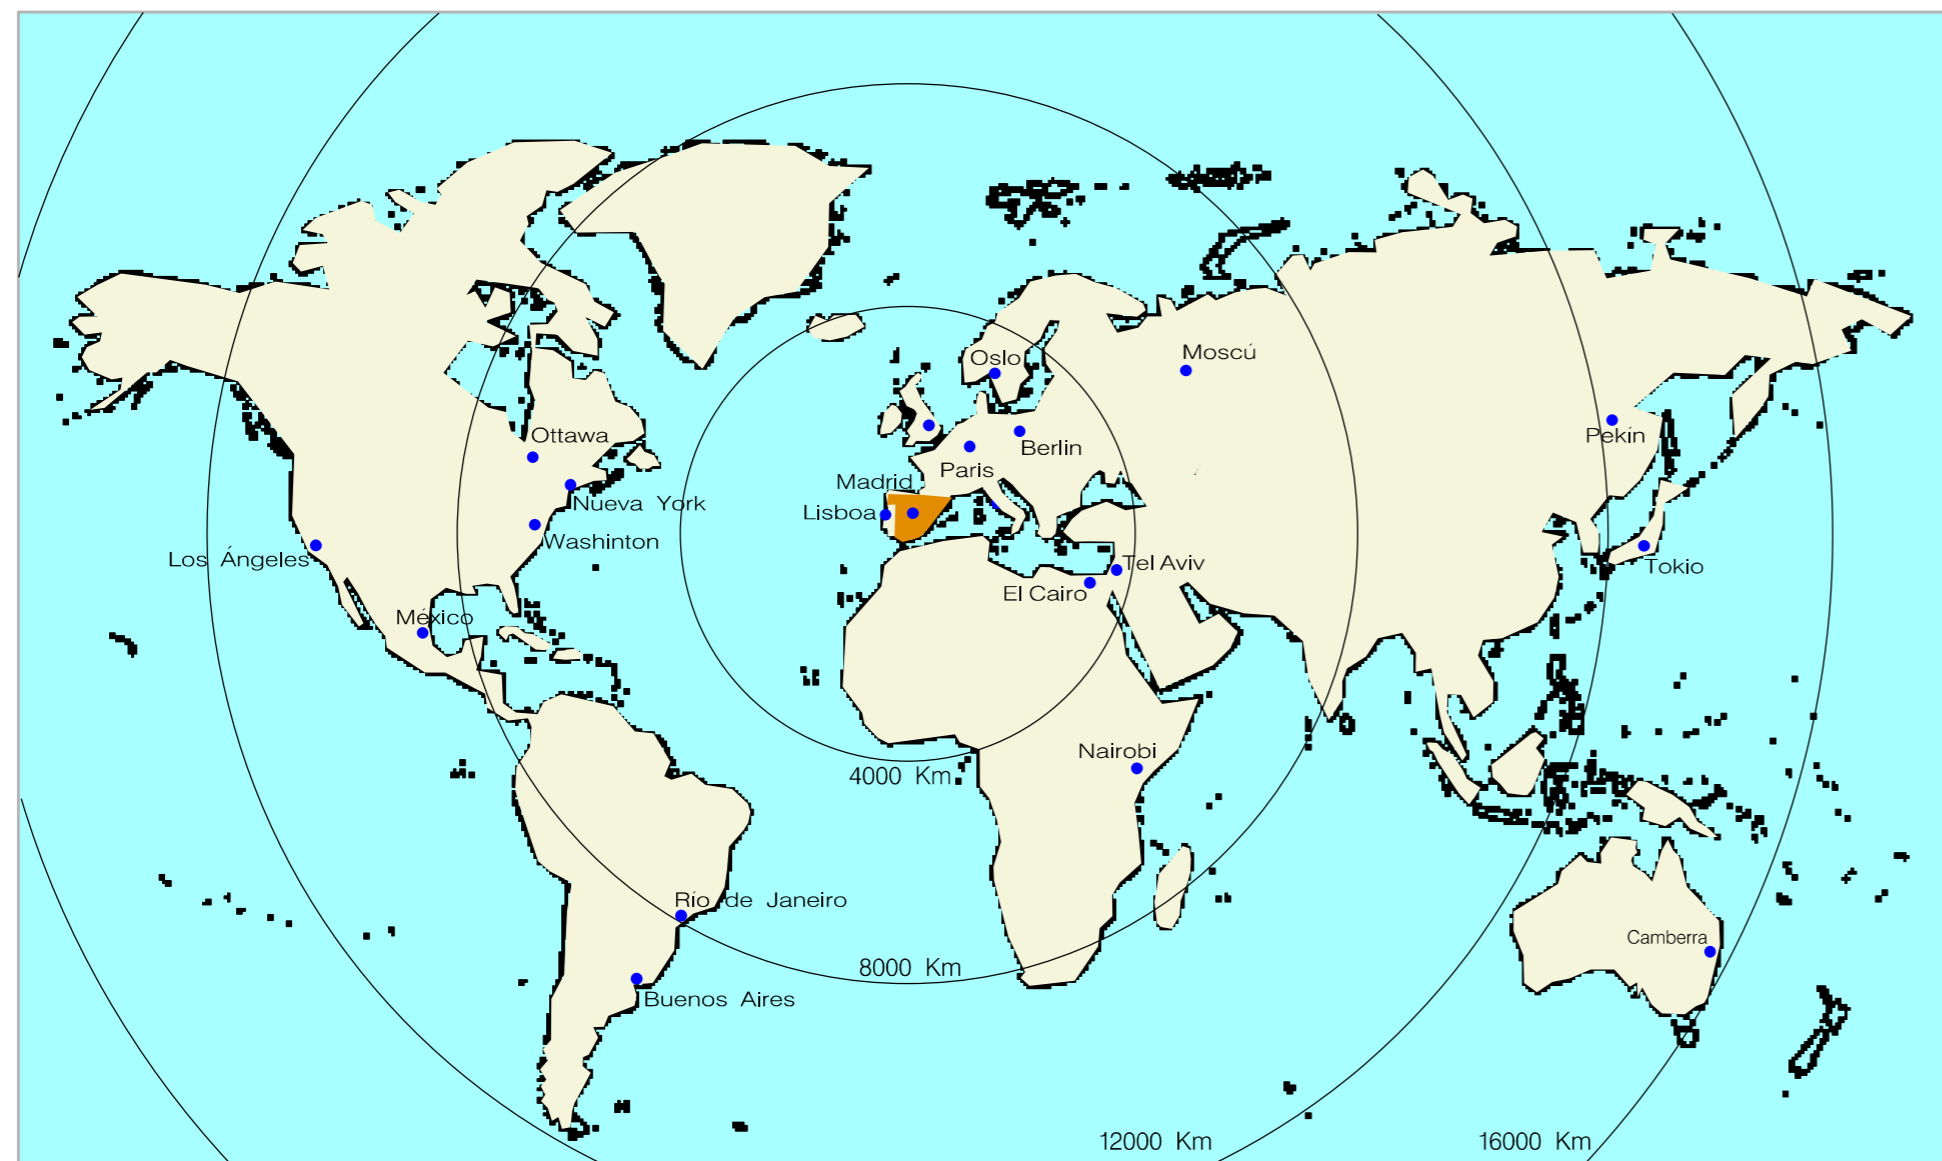 Oslo
Moscú
Ottawa
Pekín
Berlin
Paris
Madrid
Nueva York
Lisboa
Washinton
Los Ángeles
Tel Aviv
Tokio
El Cairo
México
Nairobi
4000 Km
Río de Janeiro
Camberra
8000 Km
Buenos Aires
12000 Km
16000 Km